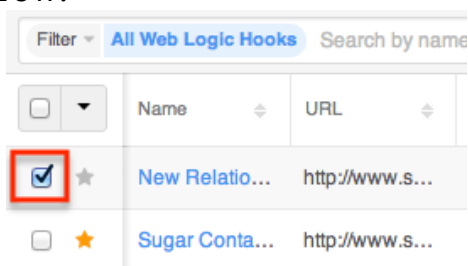 Filter All Web Logic Hooks Search by name
Name URL
New Relatio... http://www.s...
Sugar Conta... http://www.s...